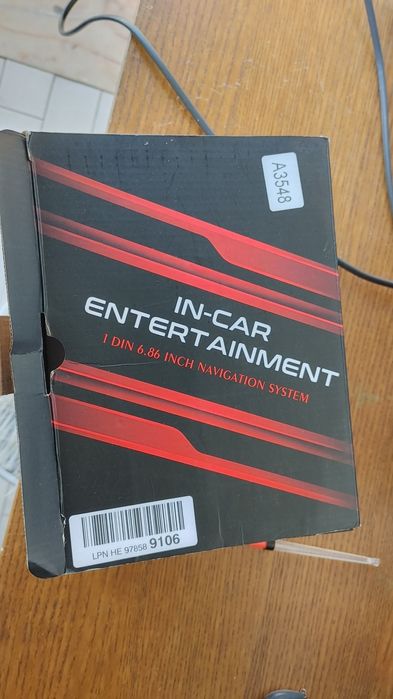 A3548
IN-CAR
ENTERTAINMENT
1 DIN 6.86 INCH NAVIGATION SYSTEM
LPN HE 97858 9106